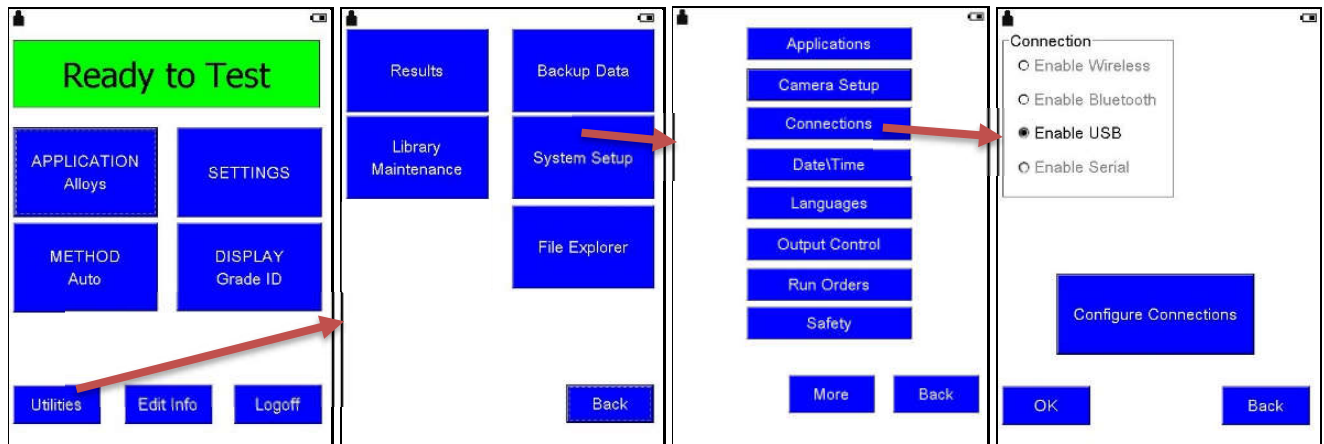 Ready to Test
APPLICATION
Alloys
SETTINGS
METHOD
Auto
DISPLAY
Grade ID
Utilities
Edit Info
Logoff
Results
Backup Data
Library
Maintenance
System Setup
File Explorer
Back
Applications
Camera Setup
Connections
Date\Time
Languages
Output Control
Run Orders
Safety
More
Back
Connection
Enable Wireless
Enable Bluetooth
Enable USB
Enable Serial
Configure Connections
OK
Back